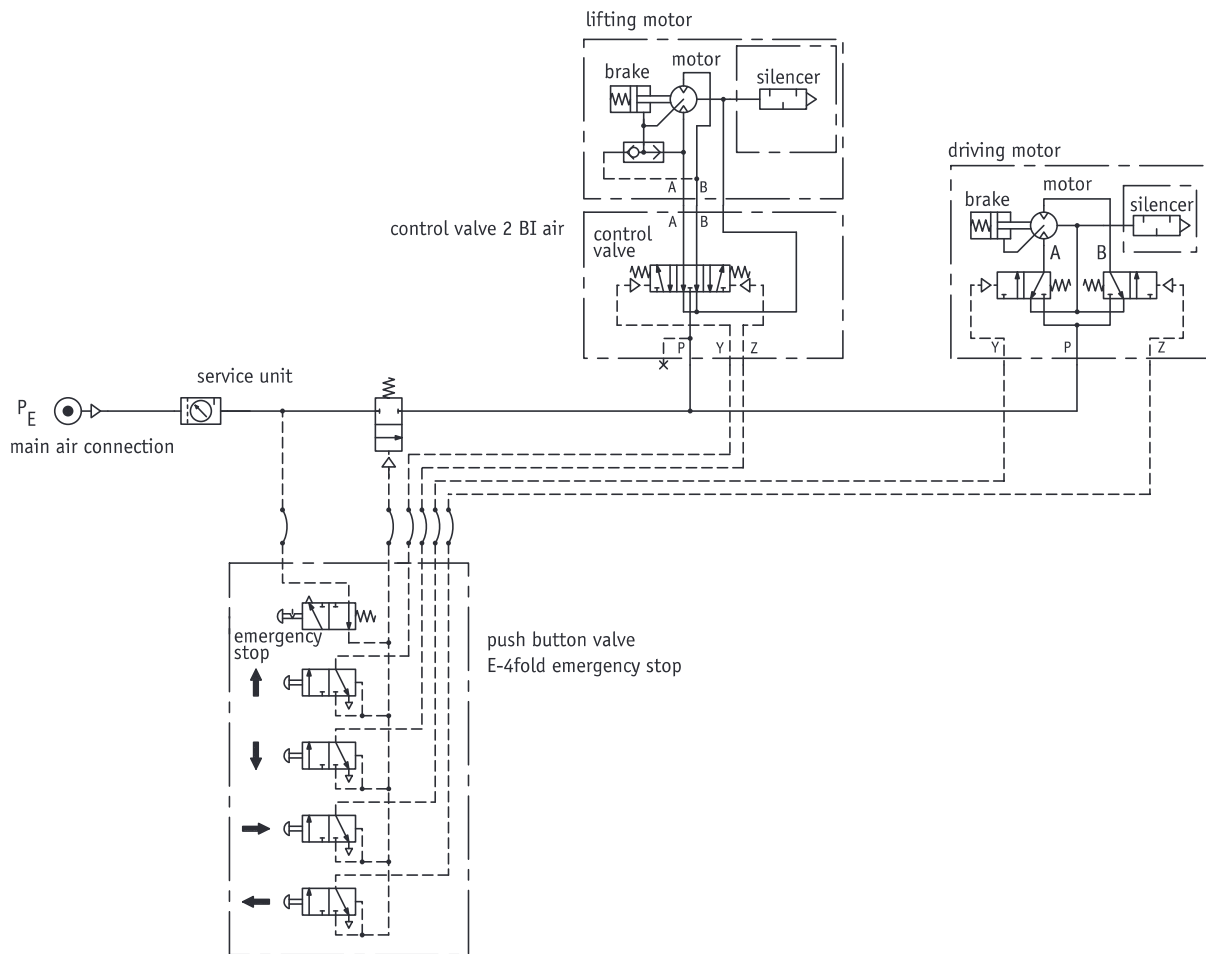 lifting motor
brake
motor
silencer
A
B
driving motor
brake
motor
silencer
A
B
control valve 2 BI air
A
B
control
valve
P
Y
Z
Y
P
Z
service unit
PE
main air connection
emergency
stop
push button valve
E-4fold emergency stop